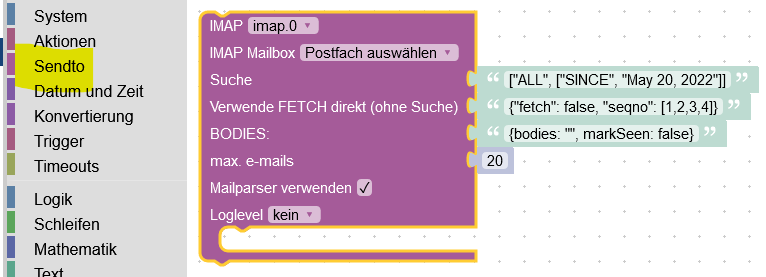 System
Aktionen
Sendto
Datum und Zeit
Konvertierung
Trigger
Timeouts
Logik
Schleifen
Mathematik
Text
IMAP imap.0
IMAP Mailbox Postfach auswählen
Suche “ ["ALL", ["SINCE", "May 20, 2022"]] ”
Verwende FETCH direkt (ohne Suche) “ {"fetch": false, "seqno": [1,2,3,4]} ”
BODIES: “ {bodies: "", markSeen: false} ”
max. e-mails 20
Mailparser verwenden ✓
Loglevel kein